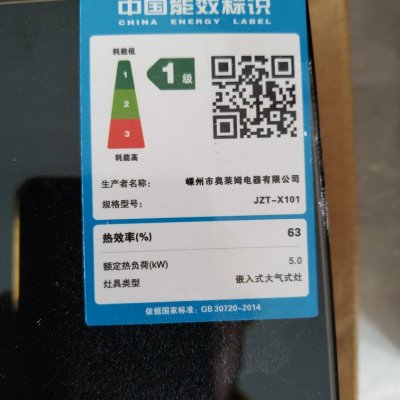 中国能效标识
CHINA ENERGY LABEL
耗能低
1
2
3
耗能高
1级
生产者名称: 嵊州市奥莱姆电器有限公司
规格型号: JZT-X101
热效率(%) 63
额定热负荷(kW) 5.0
灶具类型 嵌入式大气式灶
依据国家标准: GB 30720-2014